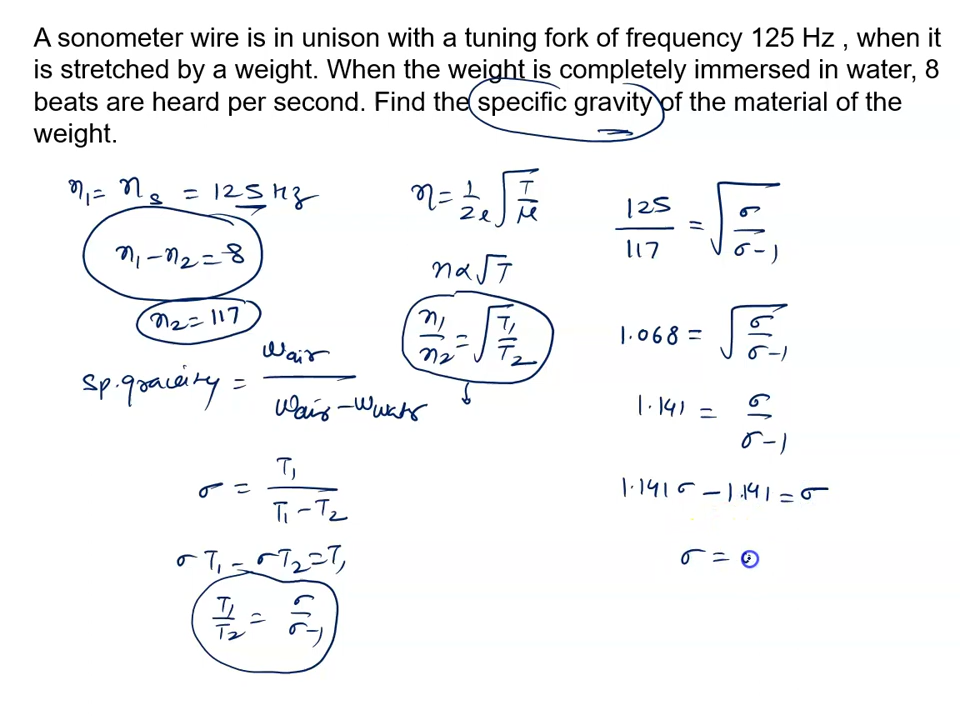 A sonometer wire is in unison with a tuning fork of frequency 125 Hz , when it
is stretched by a weight. When the weight is completely immersed in water, 8
beats are heard per second. Find the specific gravity of the material of the
weight.
n₁ = nₛ = 125 Hz
n₁ - n₂ = 8
n₂ = 117
Sp.gravity = Wair / Wair - Wwater
σ = T₁ / T₁ - T₂
σT₁ - σT₂ = T₁
T₁/T₂ = σ/σ-1
n = 1/2l √T/μ
n α √T
n₁/n₂ = √T₁/T₂
125/117 = √σ/σ-1
1.068 = √σ/σ-1
1.141 = σ/σ-1
1.141σ - 1.141 = σ
σ =